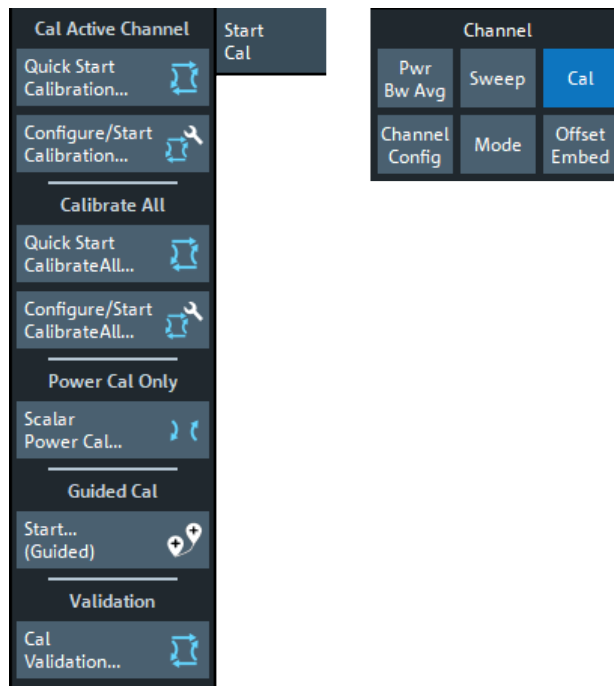 Cal Active Channel
Quick Start
Calibration...
Configure/Start
Calibration...
Calibrate All
Quick Start
CalibrateAll...
Configure/Start
CalibrateAll...
Power Cal Only
Scalar
Power Cal...
Guided Cal
Start...
(Guided)
Validation
Cal
Validation...
Start
Cal
Channel
Pwr
Bw Avg
Sweep
Cal
Channel
Config
Mode
Offset
Embed